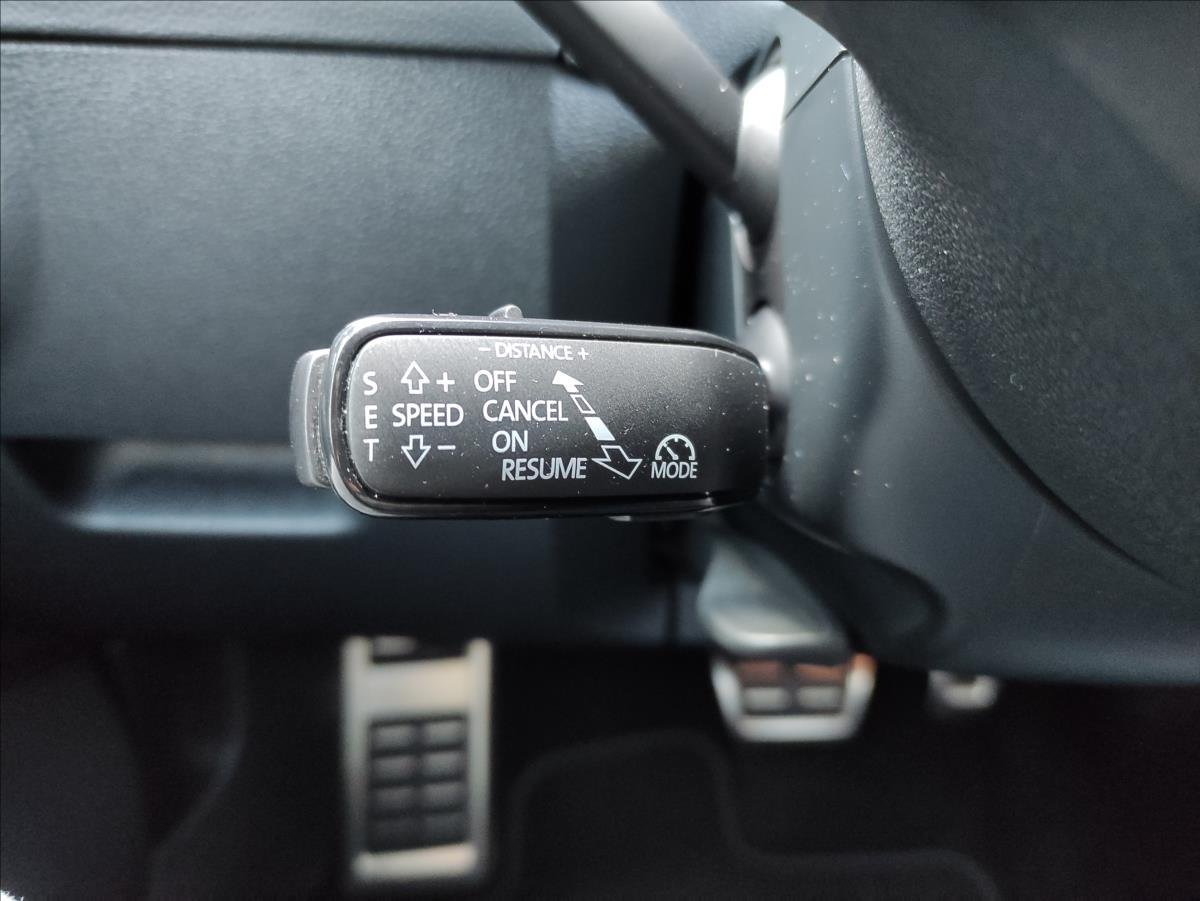 - DISTANCE +
S + OFF
E SPEED CANCEL
T - ON
RESUME MODE